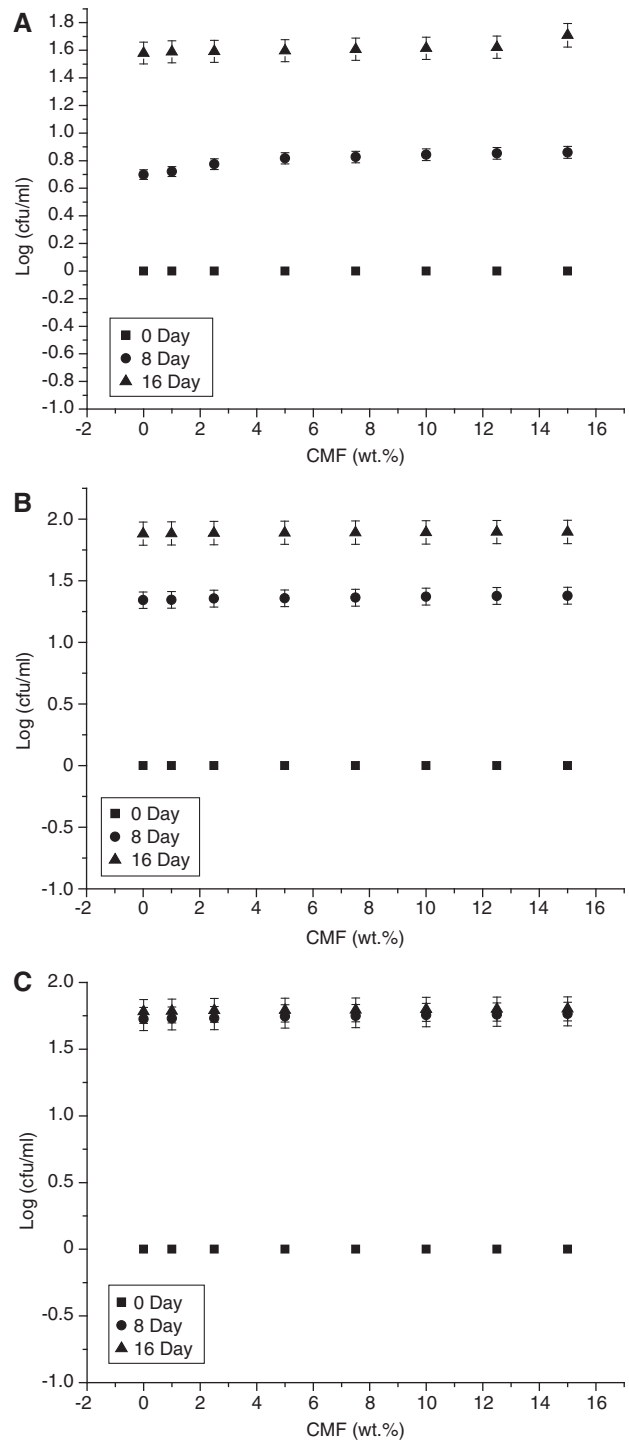 A
1.8
1.6
1.4
1.2
1.0
0.8
0.6
0.4
0.2
0
-0.2
-0.4
-0.6
-0.8
-1.0
Log (cfu/ml)
0 Day
8 Day
16 Day
-2 0 2 4 6 8 10 12 14 16
CMF (wt.%)
B
2.0
1.5
1.0
0.5
0
-0.5
-1.0
Log (cfu/ml)
0 Day
8 Day
16 Day
-2 0 2 4 6 8 10 12 14 16
CMF (wt.%)
C
2.0
1.5
1.0
0.5
0
-0.5
-1.0
Log (cfu/ml)
0 Day
8 Day
16 Day
-2 0 2 4 6 8 10 12 14 16
CMF (wt.%)